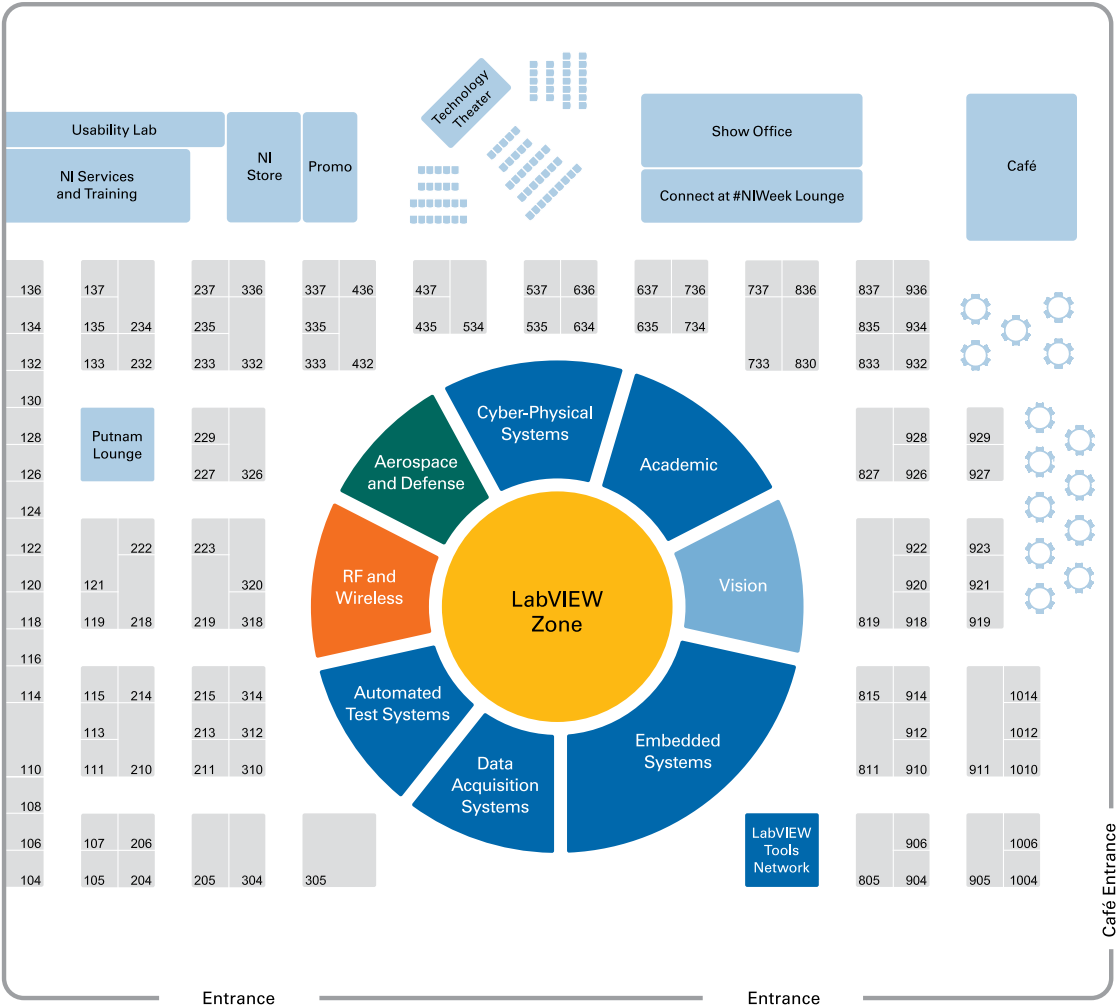 Technology
Theater
Usability Lab
NI Services
and Training
NI
Store
Promo
Show Office
Connect at #NIWeek Lounge
Café
136 137 237 336 337 436 437 537 636 637 736 737 836 837 936
134 135 234 235 335 435 534 535 634 635 734 835 934
132 133 232 233 332 333 432 733 830 833 932
130
128 229 928 929
126 227 326 827 926 927
Putnam
Lounge
124
122 222 223 922 923
120 121 320 920 921
118 119 218 219 318 819 918 919
116
114 115 214 215 314 815 914 1014
113 213 312 912 1012
110 111 210 211 310 811 910 911 1010
108
106 107 206 906 1006
104 105 204 205 304 305 805 904 905 1004
Cyber-Physical
Systems
Academic
Aerospace
and Defense
Vision
RF and
Wireless
LabVIEW
Zone
Automated
Test Systems
Data
Acquisition
Systems
Embedded
Systems
LabVIEW
Tools
Network
Café Entrance
Entrance
Entrance